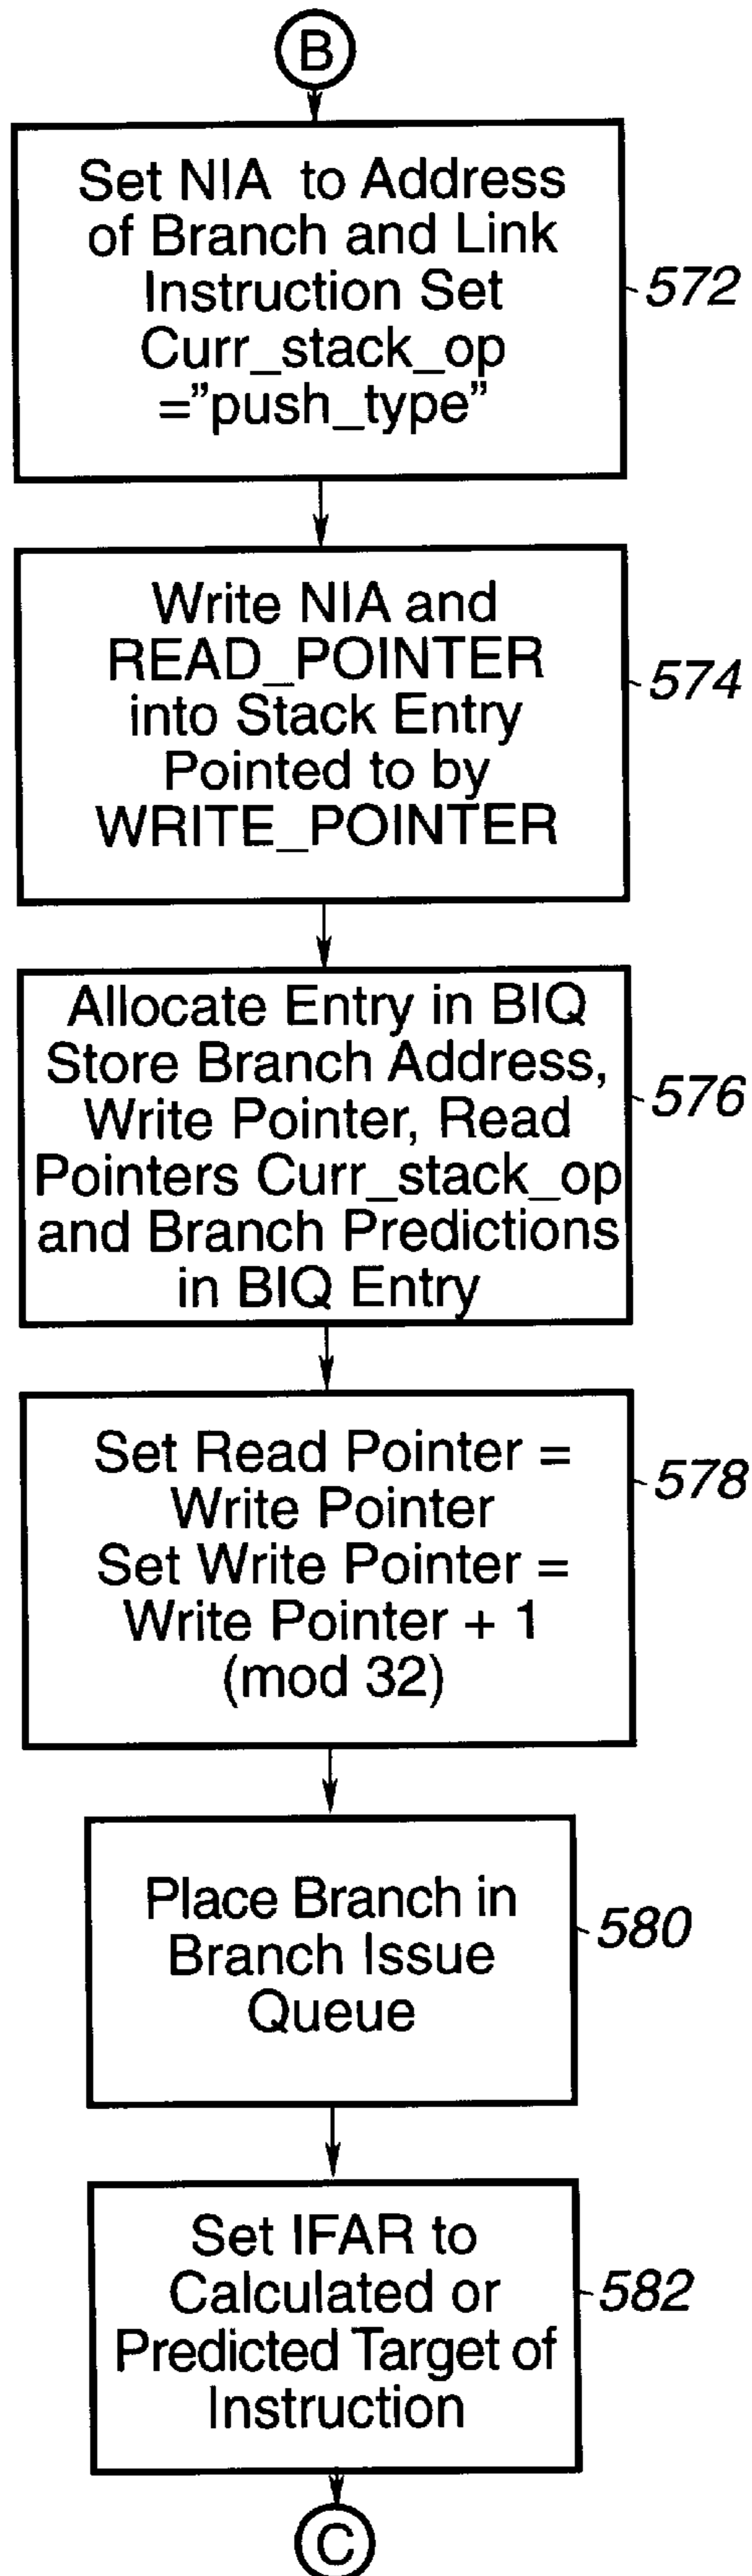 B
Set NIA to Address
of Branch and Link
Instruction Set
Curr_stack_op
="push_type"
572
Write NIA and
READ_POINTER
into Stack Entry
Pointed to by
WRITE_POINTER
574
Allocate Entry in BIQ
Store Branch Address,
Write Pointer, Read
Pointers Curr_stack_op
and Branch Predictions
in BIQ Entry
576
Set Read Pointer =
Write Pointer
Set Write Pointer =
Write Pointer + 1
(mod 32)
578
Place Branch in
Branch Issue
Queue
580
Set IFAR to
Calculated or
Predicted Target of
Instruction
582
C